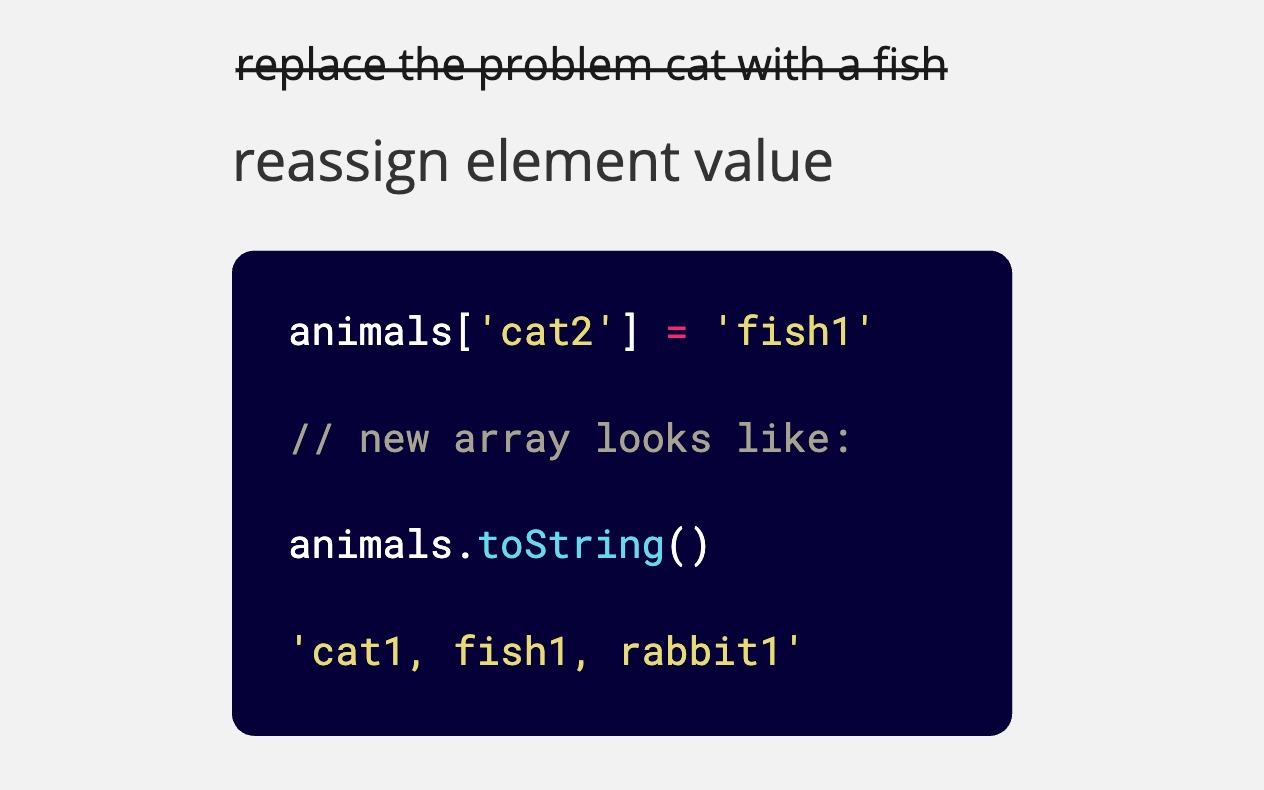 replace the problem cat with a fish
reassign element value
animals['cat2'] = 'fish1'
// new array looks like:
animals.toString()
'cat1, fish1, rabbit1'